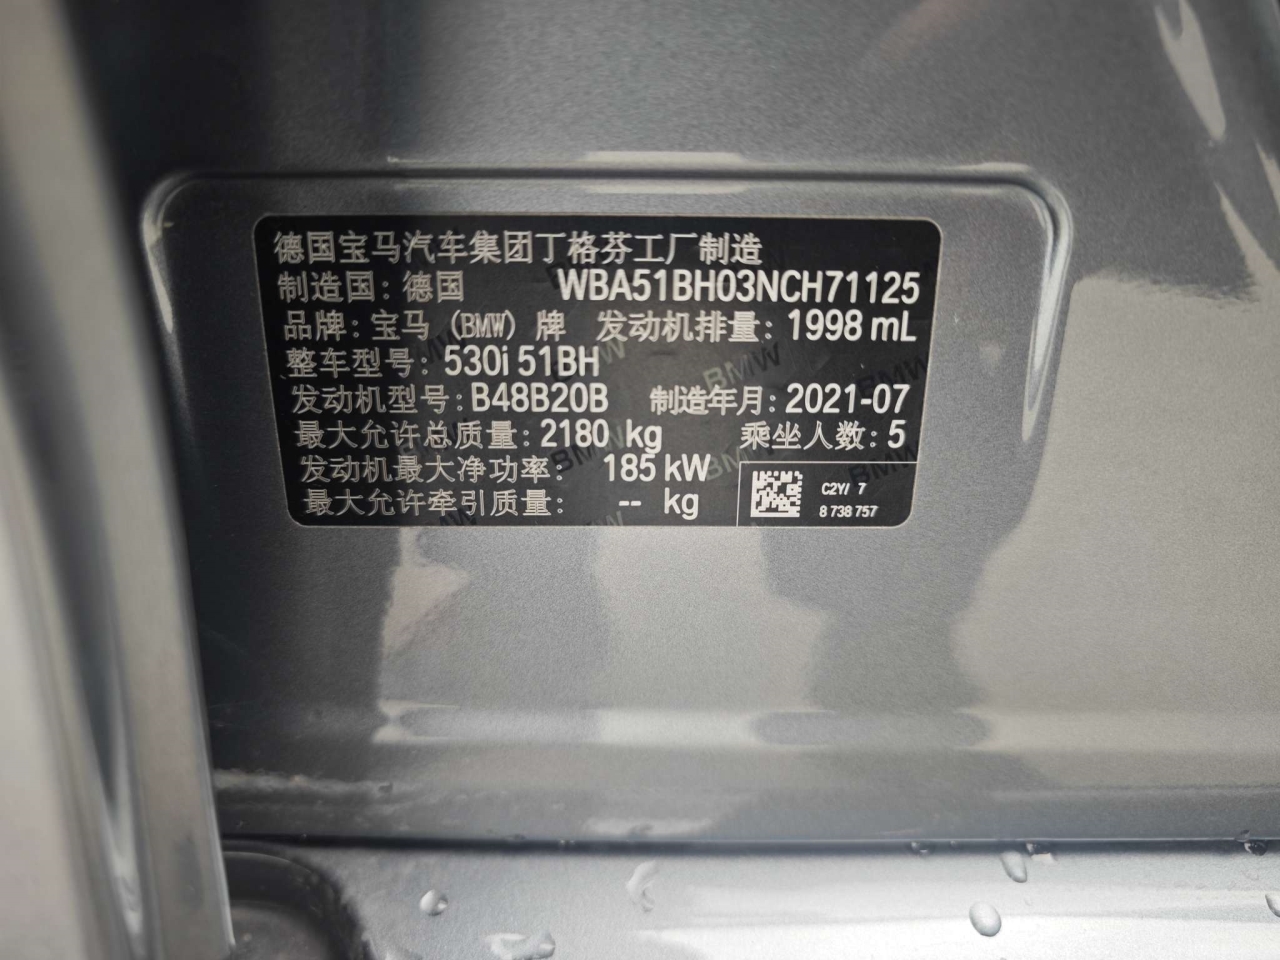 德国宝马汽车集团丁格芬工厂制造
制造国：德国 WBA51BH03NCH71125
品牌：宝马（BMW）牌 发动机排量：1998 mL
整车型号：530i 51BH
发动机型号：B48B20B 制造年月：2021-07
最大允许总质量：2180 kg 乘坐人数：5
发动机最大净功率： 185 kW
最大允许牵引质量： -- kg
C2Y/ 7
8 738 757